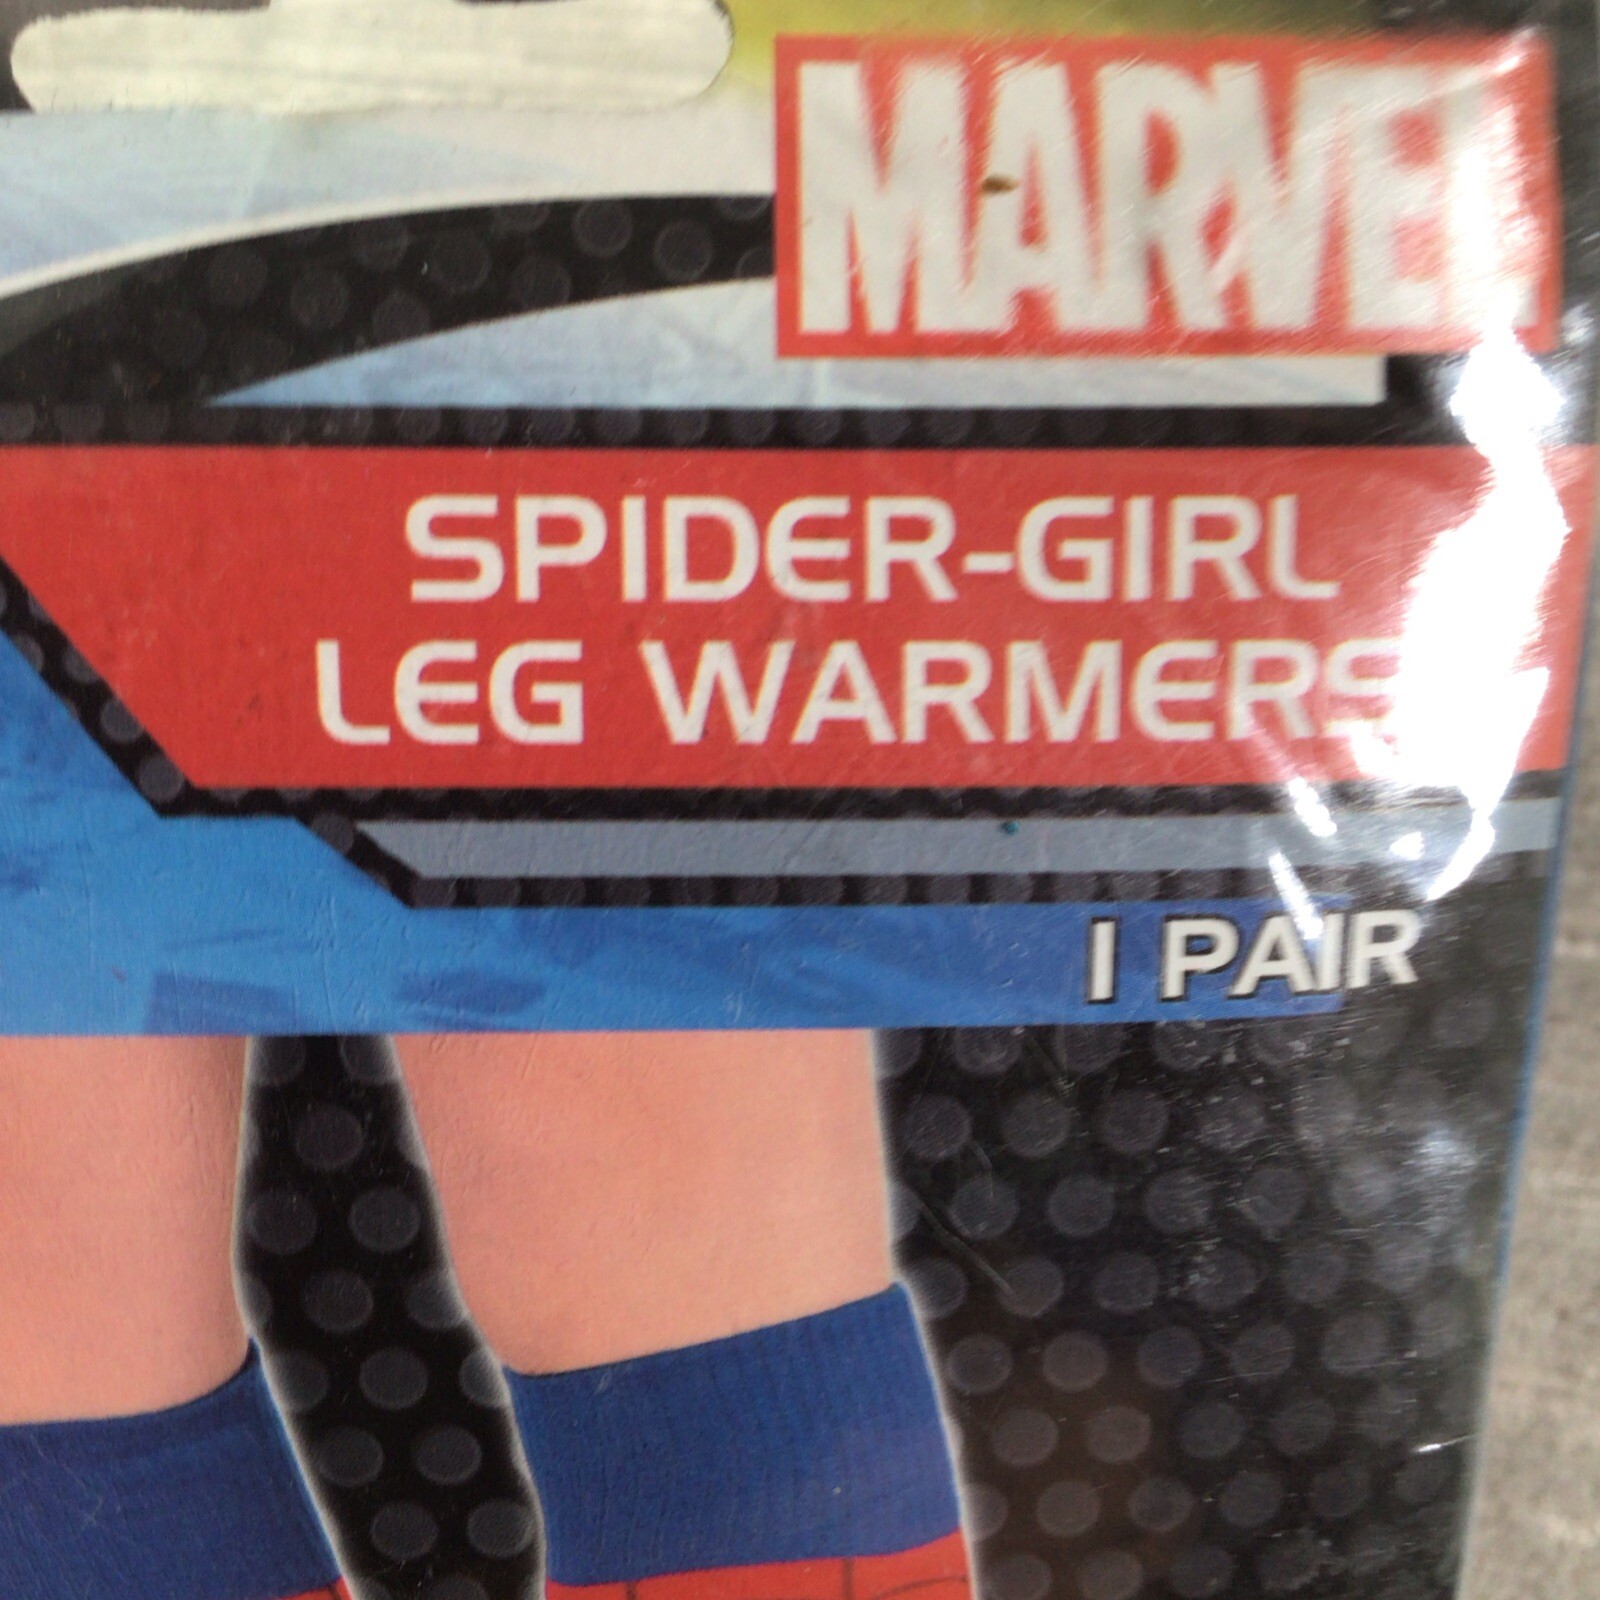 MARVEL
SPIDER-GIRL
LEG WARMERS
1 PAIR